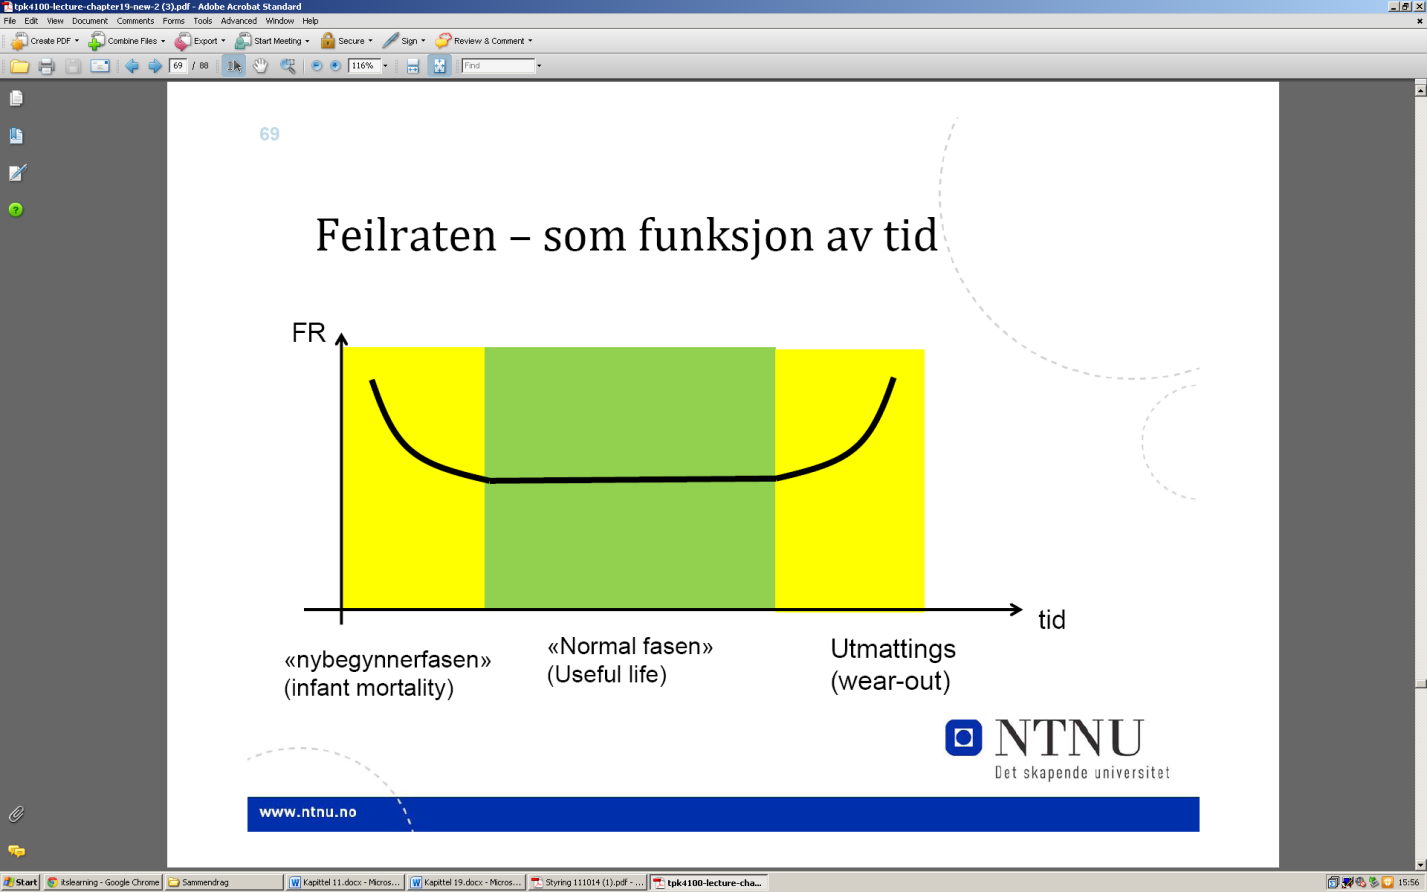 tpk4100-lecture-chapter19-new-2 (3).pdf - Adobe Acrobat Standard
File Edit View Document Comments Forms Tools Advanced Window Help
Create PDF Combine Files Export Start Meeting Secure Sign Review & Comment
69 / 88 116% Find
69
Feilraten – som funksjon av tid
FR
tid
«nybegynnerfasen»
(infant mortality)
«Normal fasen»
(Useful life)
Utmattings
(wear-out)
NTNU
Det skapende universitet
www.ntnu.no
Start itslearning - Google Chrome Sammendrag Kapittel 11.docx - Micros... Kapittel 19.docx - Micros... Styring 111014 (1).pdf - ... tpk4100-lecture-cha... 15:56